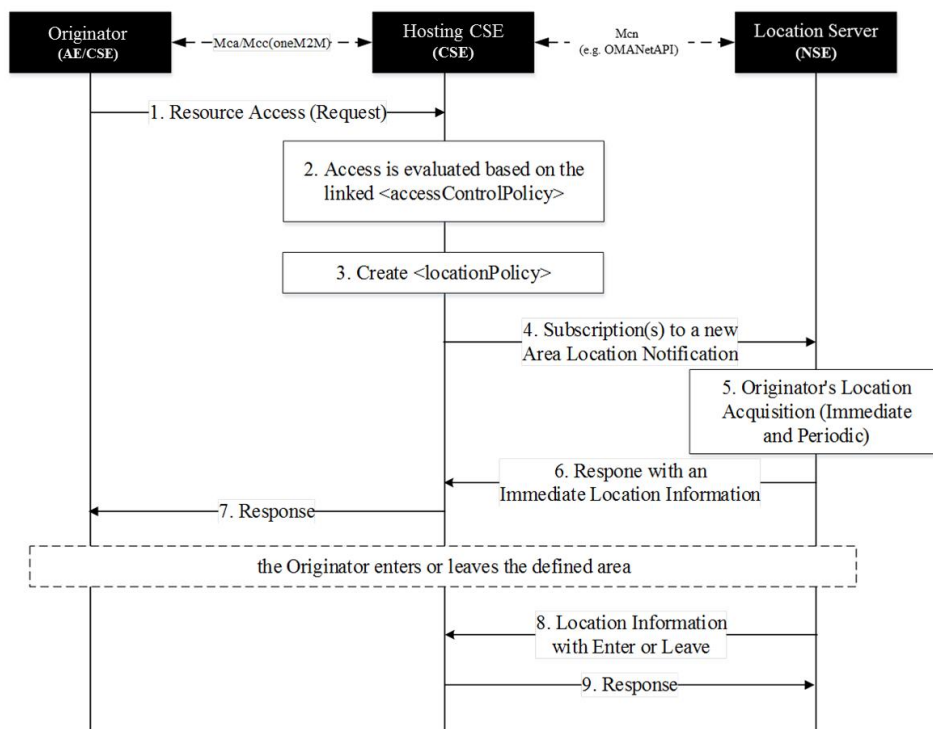 Originator
(AE/CSE)
Mca/Mcc(oneM2M)
Hosting CSE
(CSE)
Mcn
(e.g. OMANetAPI)
Location Server
(NSE)
1. Resource Access (Request)
2. Access is evaluated based on the
linked <accessControlPolicy>
3. Create <locationPolicy>
4. Subscription(s) to a new
Area Location Notification
5. Originator's Location
Acquisition (Immediate
and Periodic)
6. Respone with an
Immediate Location Information
7. Response
the Originator enters or leaves the defined area
8. Location Information
with Enter or Leave
9. Response